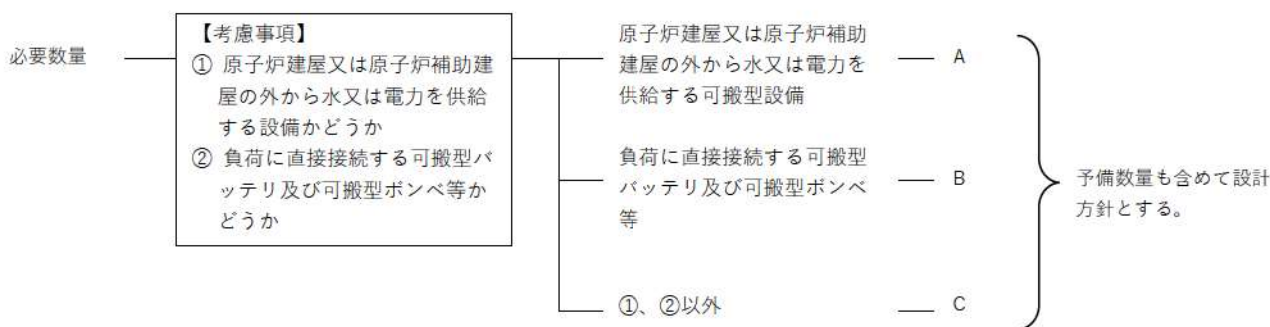 必要数量
【考慮事項】
① 原子炉建屋又は原子炉補助建
屋の外から水又は電力を供給
する設備かどうか
② 負荷に直接接続する可搬型バ
ッテリ及び可搬型ボンベ等か
どうか
原子炉建屋又は原子炉補助
建屋の外から水又は電力を
供給する可搬型設備
A
負荷に直接接続する可搬型
バッテリ及び可搬型ボンベ
等
B
①、②以外
C
予備数量も含めて設計
方針とする。